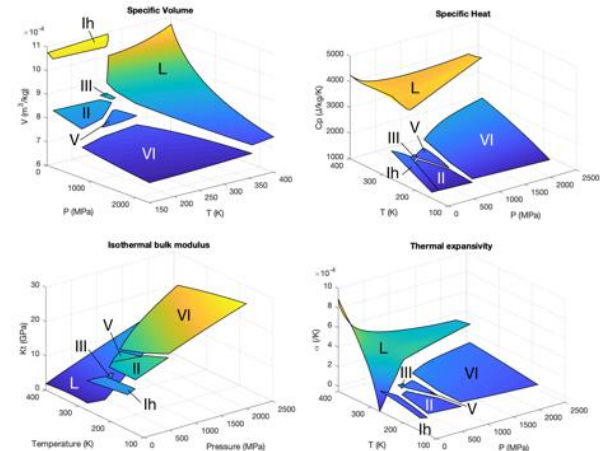 Specific Volume
×10⁻⁴
11
10
9
8
7
6
V (m³/kg)
0
1000
2000
P (MPa)
150
200
250
300
350
400
T (K)
Ih
III
II
V
L
VI
Specific Heat
5000
4000
3000
2000
1000
Cp (J/kg/K)
400
300
200
100
T (K)
0
500
1000
1500
2000
2500
P (MPa)
L
V
III
Ih
II
VI
Isothermal bulk modulus
30
20
10
0
Kt (GPa)
400
300
200
100
Temperature (K)
0
500
1000
1500
2000
2500
Pressure (MPa)
VI
V
III
II
L
Ih
Thermal expansivity
×10⁻⁴
10
8
6
4
2
0
α (/K)
400
300
200
100
T (K)
0
500
1000
1500
2000
2500
P (MPa)
L
III
VI
II
V
Ih